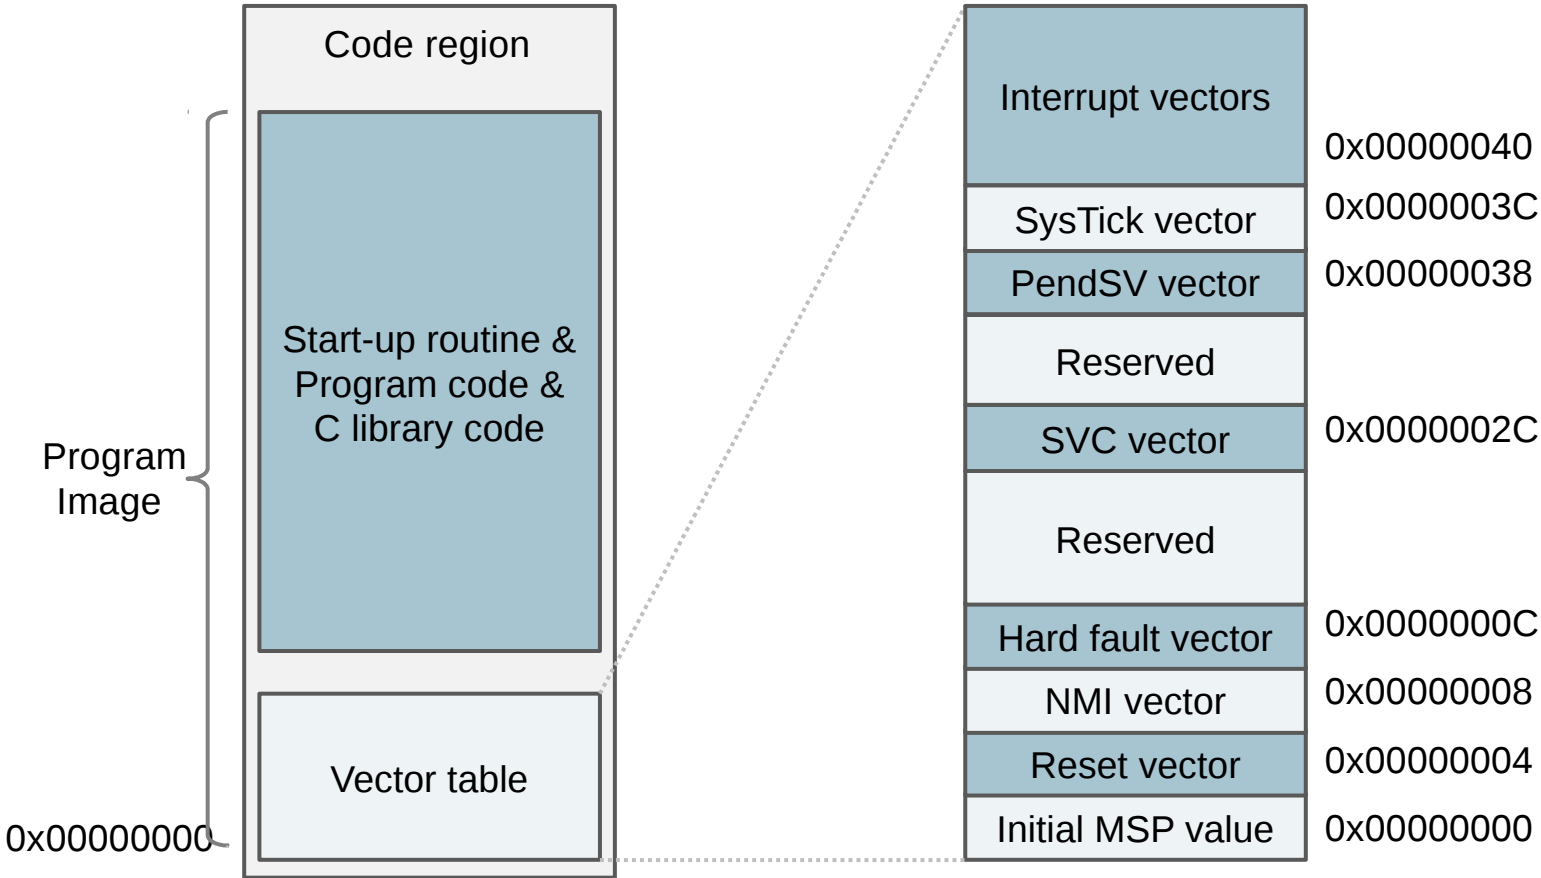 Code region
Start-up routine &
Program code &
C library code
Program
Image
Vector table
0x00000000
Interrupt vectors
0x00000040
SysTick vector
0x0000003C
PendSV vector
0x00000038
Reserved
SVC vector
0x0000002C
Reserved
Hard fault vector
0x0000000C
NMI vector
0x00000008
Reset vector
0x00000004
Initial MSP value
0x00000000